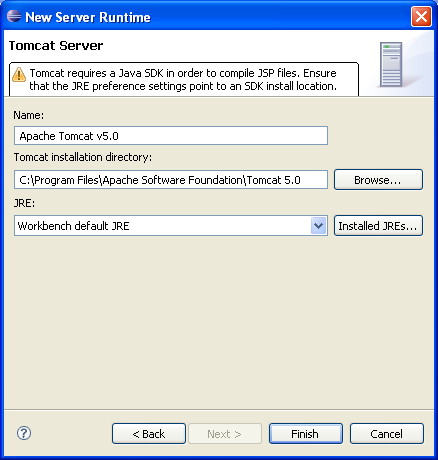 New Server Runtime
Tomcat Server
Tomcat requires a Java SDK in order to compile JSP files. Ensure
that the JRE preference settings point to an SDK install location.
Name:
Apache Tomcat v5.0
Tomcat installation directory:
C:\Program Files\Apache Software Foundation\Tomcat 5.0
Browse...
JRE:
Workbench default JRE
Installed JREs...
?
< Back
Next >
Finish
Cancel